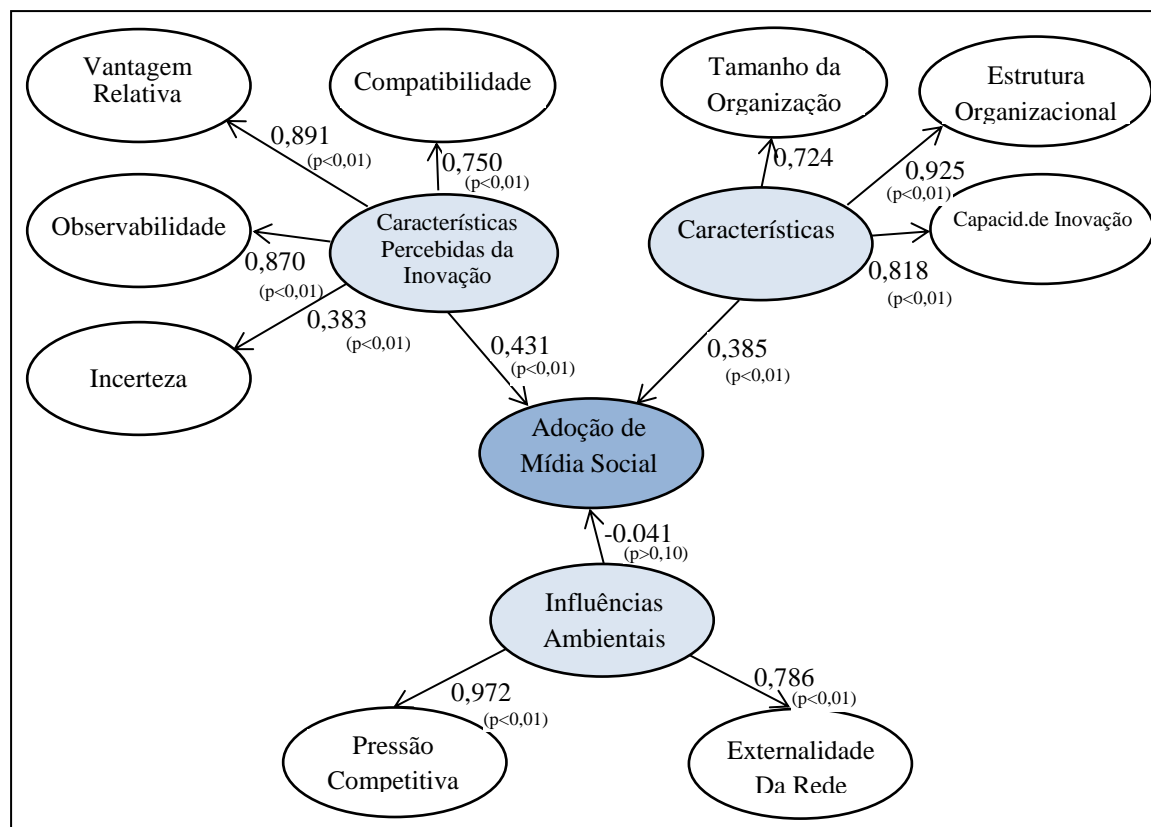 Vantagem
Relativa
Compatibilidade
Tamanho da
Organização
Estrutura
Organizacional
0,891
(p<0,01)
0,750
(p<0,01)
0,724
0,925
(p<0,01)
Observabilidade
Características
Percebidas da
Inovação
Características
Capacid.de Inovação
0,870
(p<0,01)
0,818
(p<0,01)
0,383
(p<0,01)
Incerteza
0,431
(p<0,01)
0,385
(p<0,01)
Adoção de
Mídia Social
-0,041
(p>0,10)
Influências
Ambientais
0,972
(p<0,01)
0,786
(p<0,01)
Pressão
Competitiva
Externalidade
Da Rede